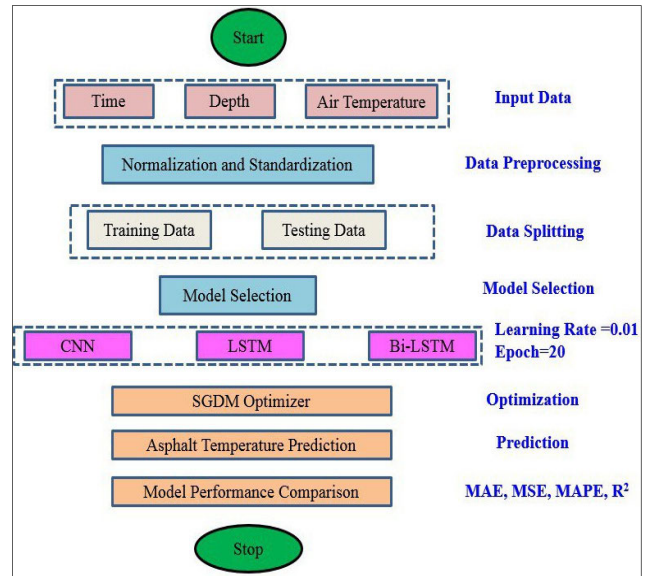 Start
Time Depth Air Temperature Input Data
Normalization and Standardization Data Preprocessing
Training Data Testing Data Data Splitting
Model Selection Model Selection
CNN LSTM Bi-LSTM Learning Rate =0.01
Epoch=20
SGDM Optimizer Optimization
Asphalt Temperature Prediction Prediction
Model Performance Comparison MAE, MSE, MAPE, R²
Stop